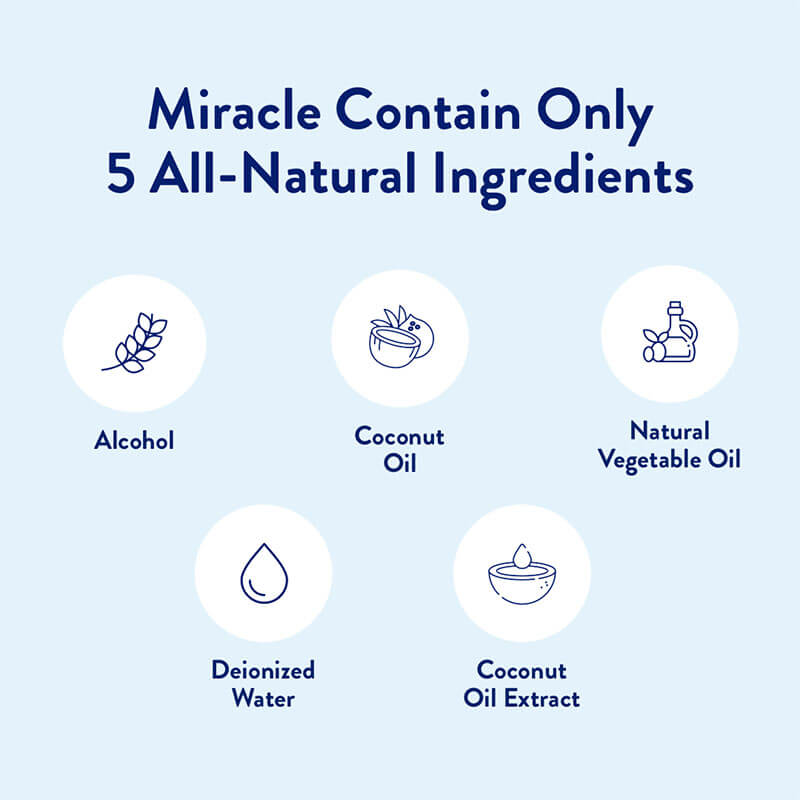 Miracle Contain Only
5 All-Natural Ingredients
Alcohol
Coconut
Oil
Natural
Vegetable Oil
Deionized
Water
Coconut
Oil Extract